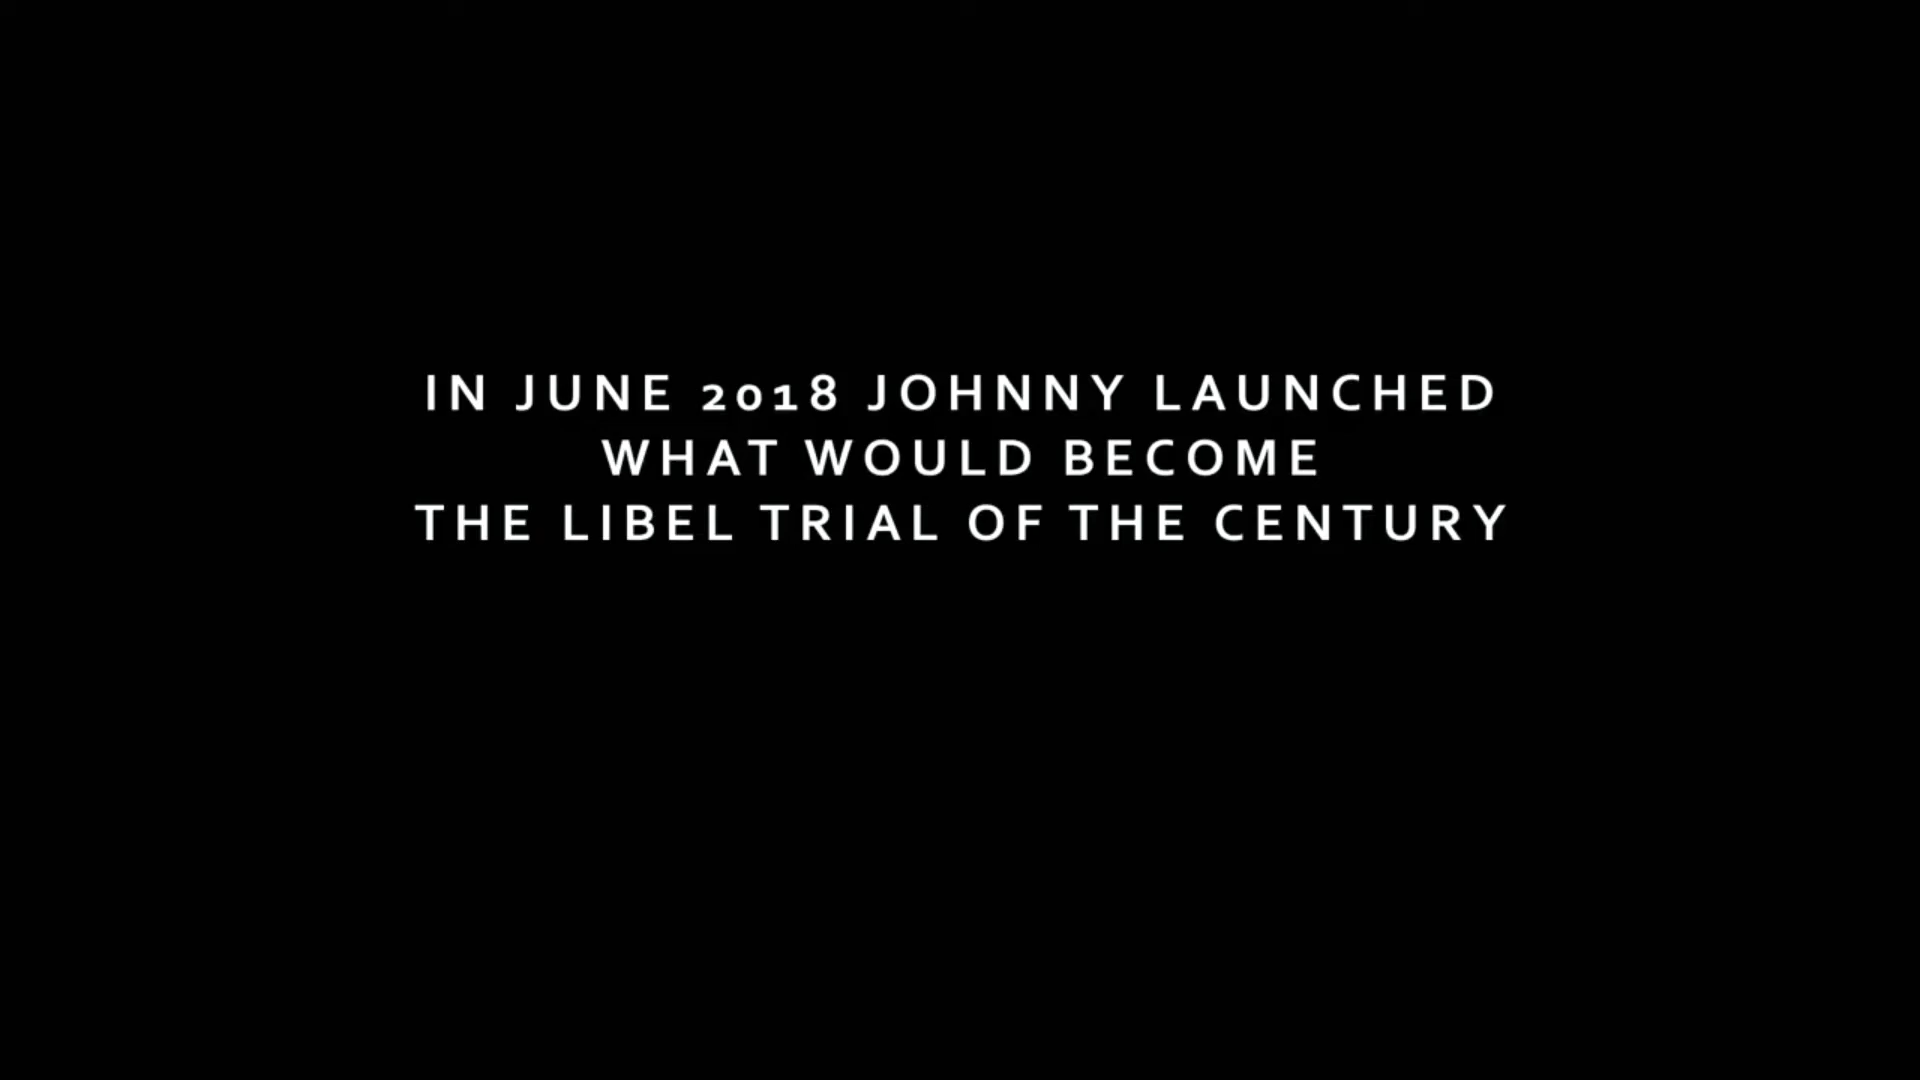 IN JUNE 2018 JOHNNY LAUNCHED
WHAT WOULD BECOME
THE LIBEL TRIAL OF THE CENTURY